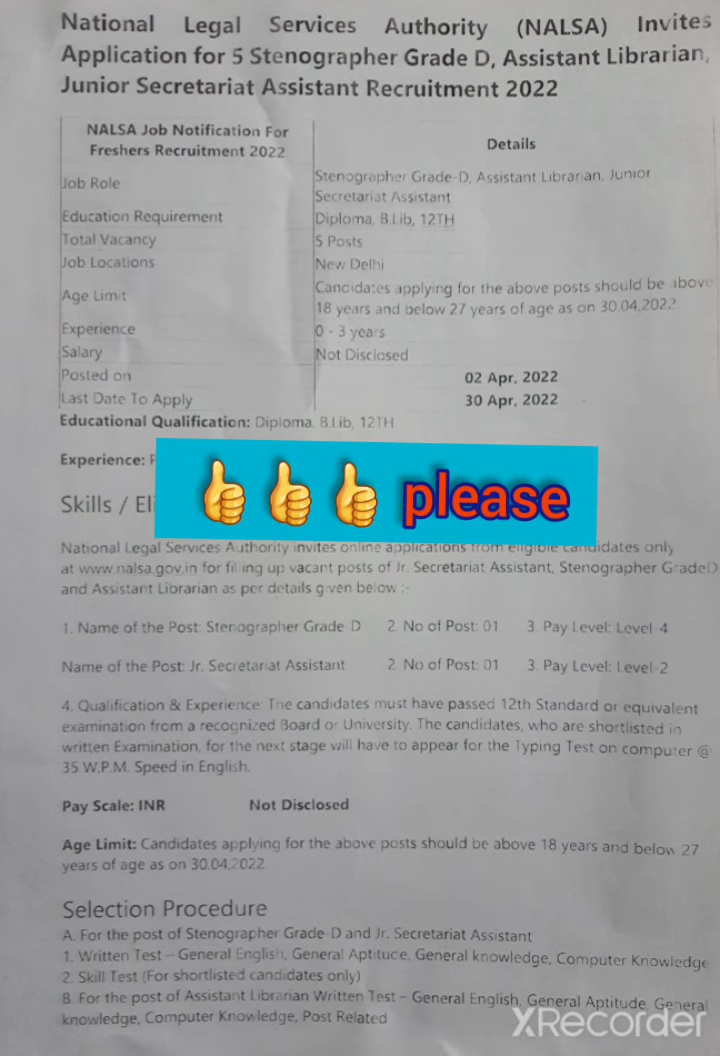 National Legal Services Authority (NALSA) Invites
Application for 5 Stenographer Grade D, Assistant Librarian,
Junior Secretariat Assistant Recruitment 2022
NALSA Job Notification For
Freshers Recruitment 2022
Details
Job Role
Stenographer Grade-D, Assistant Librarian, Junior
Secretariat Assistant
Education Requirement
Diploma, B.Lib, 12TH
Total Vacancy
5 Posts
Job Locations
New Delhi
Age Limit
Candidates applying for the above posts should be above
18 years and below 27 years of age as on 30.04.2022.
Experience
0 - 3 years
Salary
Not Disclosed
Posted on
02 Apr, 2022
Last Date To Apply
30 Apr, 2022
Educational Qualification: Diploma, B.Lib, 12TH
Experience:
👍 👍 👍 please
Skills /
National Legal Services Authority invites online applications from eligible candidates only
at www.nalsa.gov.in for filling up vacant posts of Jr. Secretariat Assistant, Stenographer GradeD
and Assistant Librarian as per details given below :-
1. Name of the Post: Stenographer Grade-D 2. No of Post: 01 3. Pay Level: Level-4
Name of the Post: Jr. Secretariat Assistant 2. No of Post: 01 3. Pay Level: Level-2
4. Qualification & Experience: The candidates must have passed 12th Standard or equivalent
examination from a recognized Board or University. The candidates, who are shortlisted in
written Examination, for the next stage will have to appear for the Typing Test on computer @
35 W.P.M. Speed in English.
Pay Scale: INR Not Disclosed
Age Limit: Candidates applying for the above posts should be above 18 years and below 27
years of age as on 30.04.2022.
Selection Procedure
A. For the post of Stenographer Grade-D and Jr. Secretariat Assistant
1. Written Test – General English, General Aptitude, General knowledge, Computer Knowledge
2. Skill Test (For shortlisted candidates only)
B. For the post of Assistant Librarian Written Test – General English, General Aptitude, General
knowledge, Computer Knowledge, Post Related
XRecorder